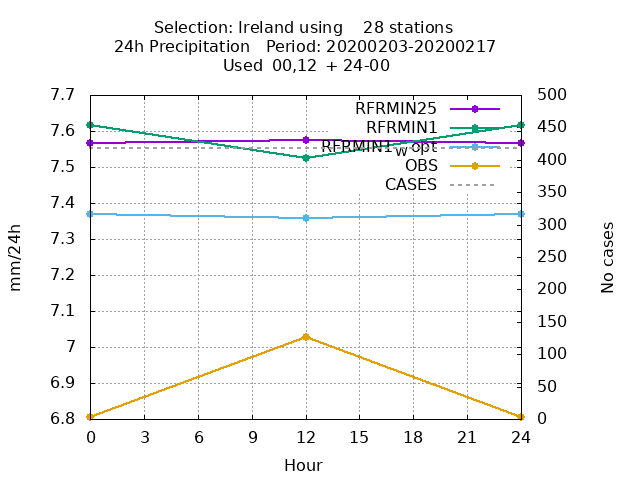 Selection: Ireland using    28 stations
24h Precipitation   Period: 20200203-20200217
Used  00,12  + 24-00
7.7
7.6
7.5
7.4
7.3
7.2
7.1
7
6.9
6.8
mm/24h
RFRMIN25
RFRMIN1
RFRMIN1w opt
OBS
CASES
500
450
400
350
300
250
200
150
100
50
0
No cases
0 3 6 9 12 15 18 21 24
Hour